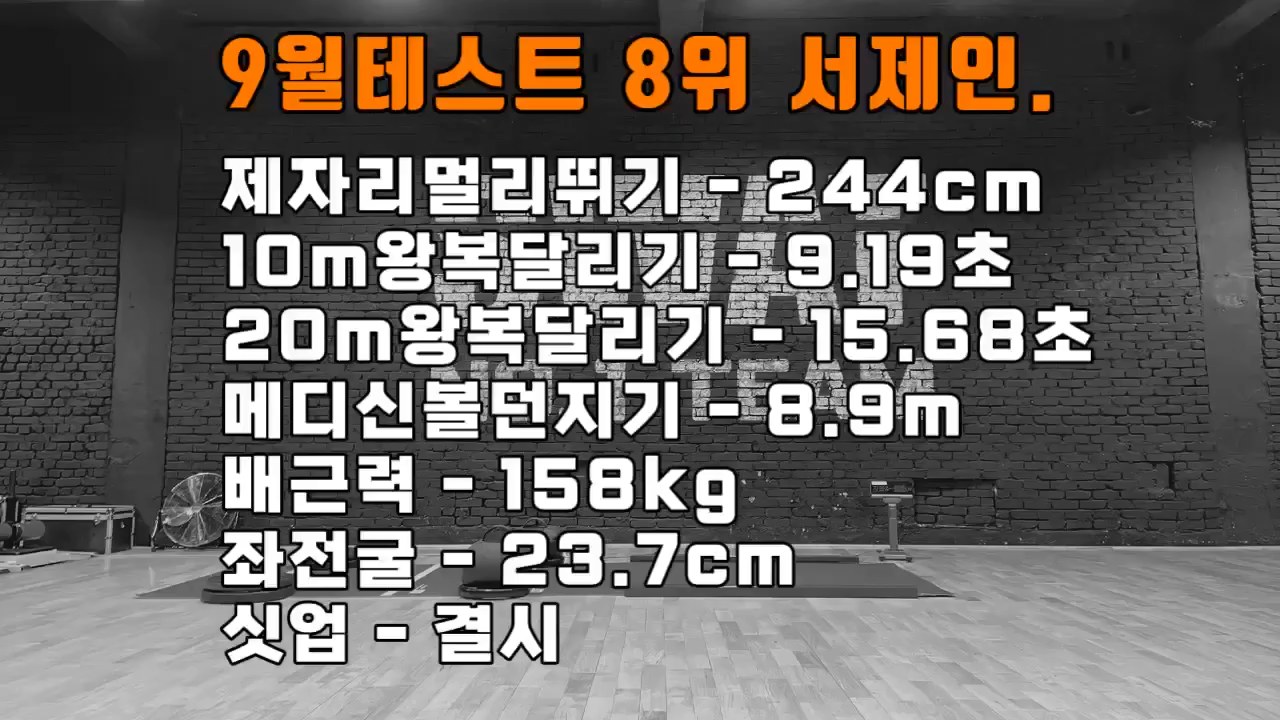 9월테스트 8위 서제인.
제자리멀리뛰기 - 244cm
10m왕복달리기 - 9.19초
20m왕복달리기 - 15.68초
메디신볼던지기 - 8.9m
배근력 - 158kg
좌전굴 - 23.7cm
싯업 - 결시
NO.1 TEAM